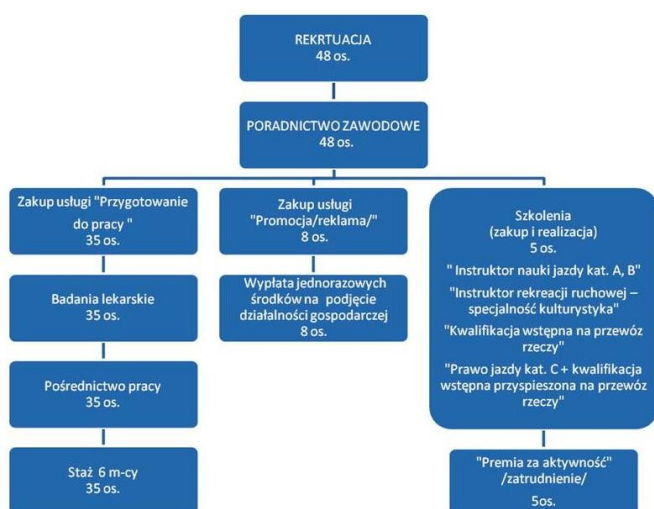 REKRTUACJA
48 os.
PORADNICTWO ZAWODOWE
48 os.
Zakup usługi "Przygotowanie
do pracy "
35 os.
Badania lekarskie
35 os.
Pośrednictwo pracy
35 os.
Staż 6 m-cy
35 os.
Zakup usługi
"Promocja/reklama/"
8 os.
Wypłata jednorazowych
środków na podjęcie
działalności gospodarczej
8 os.
Szkolenia
(zakup i realizacja)
5 os.
" Instruktor nauki jazdy kat. A, B"
"Instruktor rekreacji ruchowej –
specjalność kulturystyka"
"Kwalifikacja wstępna na przewóz
rzeczy"
"Prawo jazdy kat. C + kwalifikacja
wstępna przyspieszona na przewóz
rzeczy"
"Premia za aktywność"
/zatrudnienie/
5os.